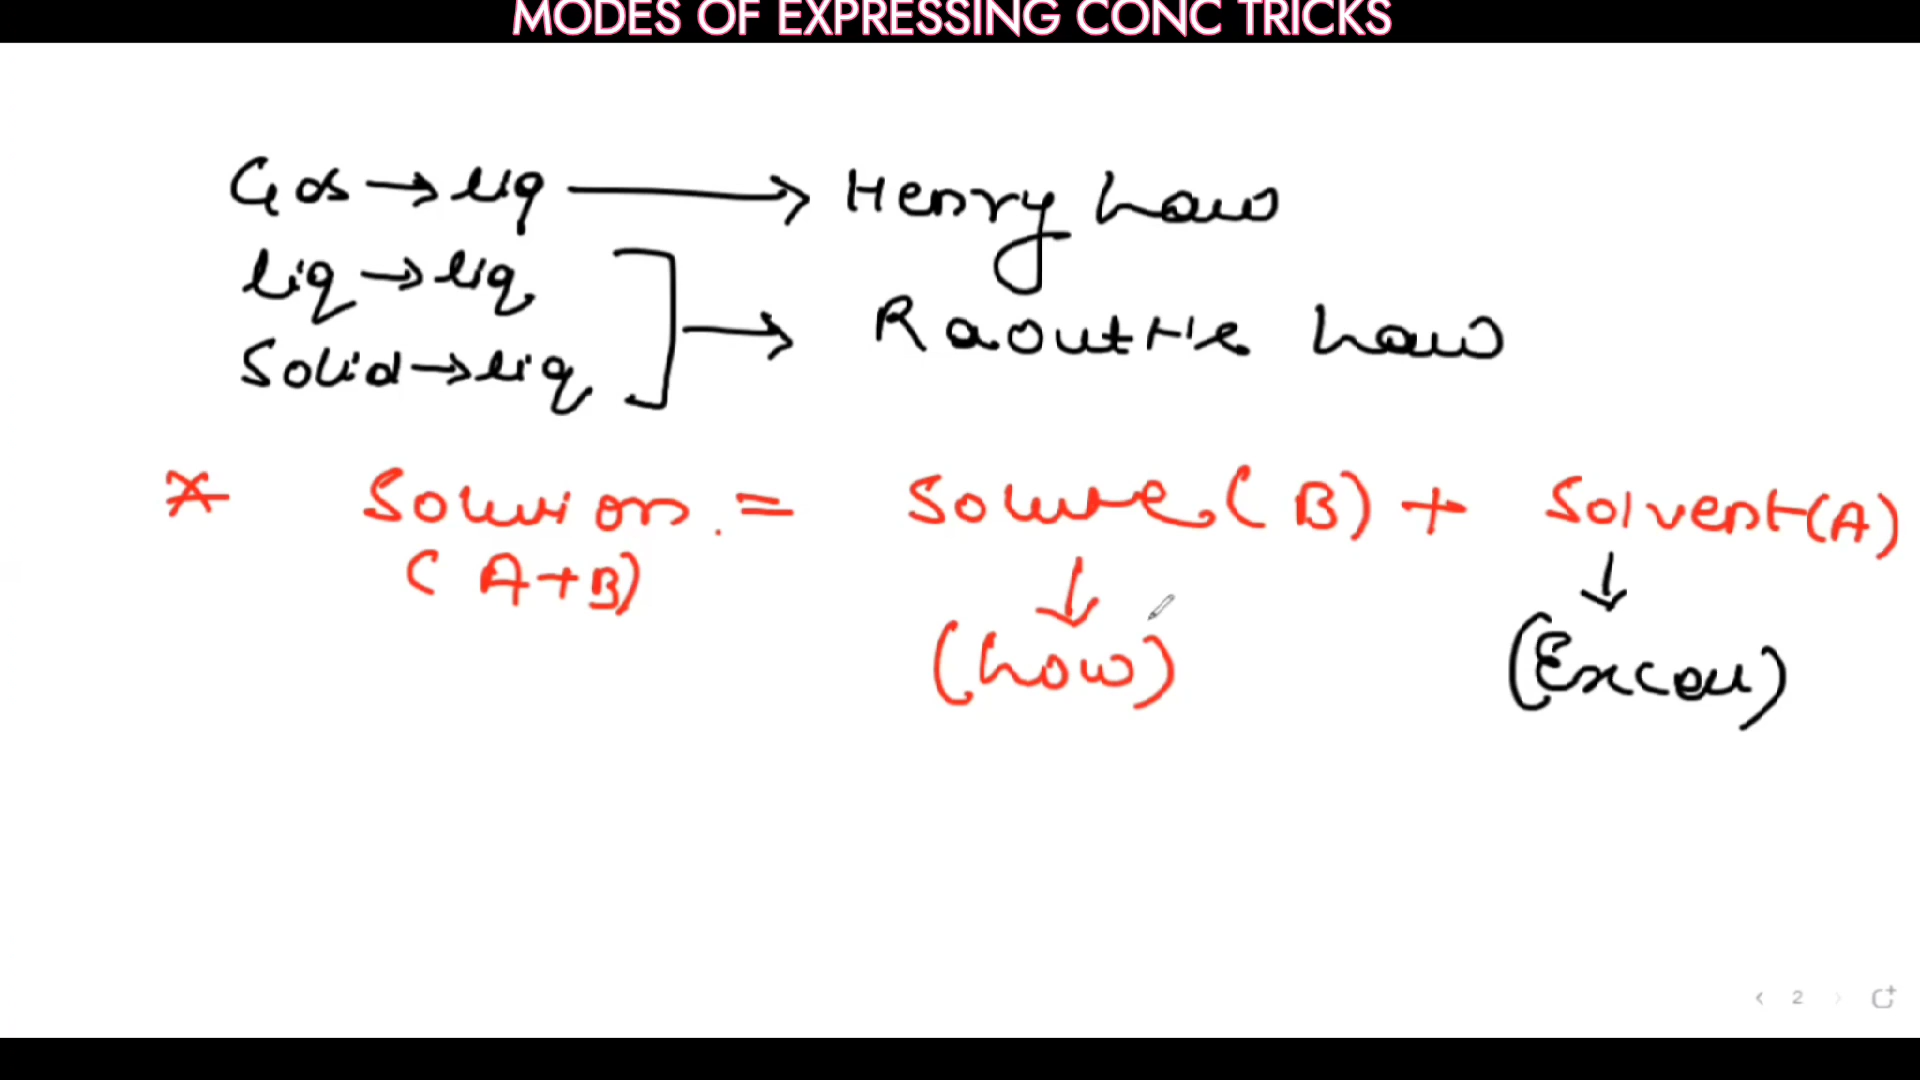 MODES OF EXPRESSING CONC TRICKS
Gas → liq → Henry Law
liq → liq
Solid → liq → Raoult's Law
* Solution = Solute (B) + Solvent (A)
(A+B)
(Low)
(Excess)
2